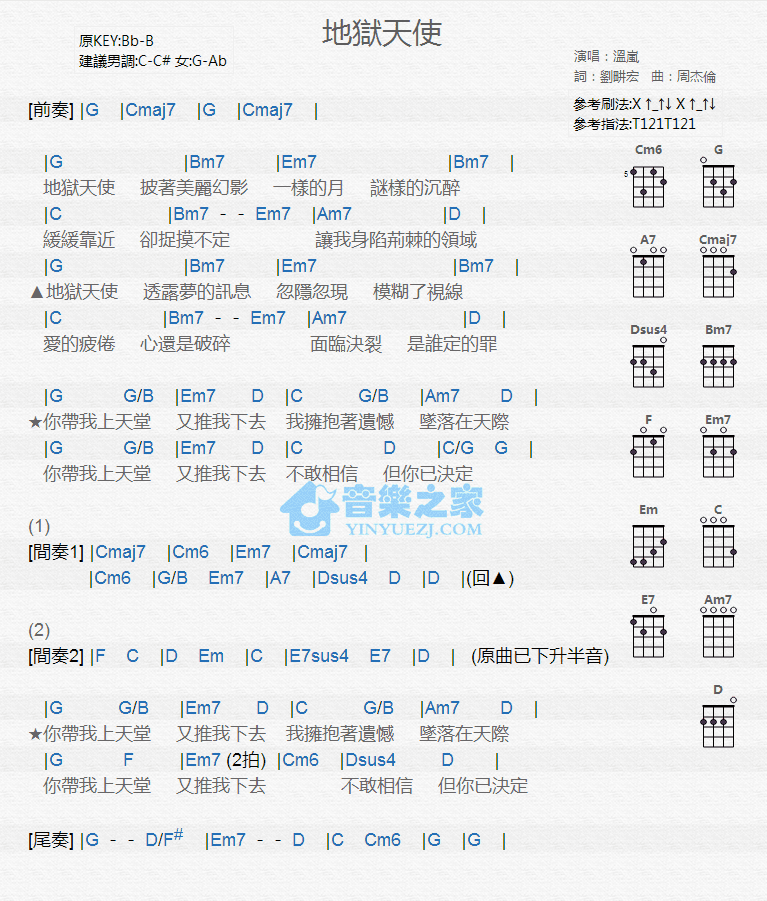 地獄天使
原KEY:Bb-B
建議男調:C-C# 女:G-Ab
演唱：溫嵐
詞：劉畊宏　曲：周杰倫
參考刷法:X ↑_↑↓ X ↑_↑↓
參考指法:T121T121
[前奏] |G |Cmaj7 |G |Cmaj7 |
|G |Bm7 |Em7 |Bm7 |
地獄天使 披著美麗幻影 一樣的月 謎樣的沉醉
|C |Bm7 - - Em7 |Am7 |D |
緩緩靠近 卻捉摸不定 讓我身陷荊棘的領域
|G |Bm7 |Em7 |Bm7 |
▲地獄天使 透露夢的訊息 忽隱忽現 模糊了視線
|C |Bm7 - - Em7 |Am7 |D |
愛的疲倦 心還是破碎 面臨決裂 是誰定的罪
|G G/B |Em7 D |C G/B |Am7 D |
★你帶我上天堂 又推我下去 我擁抱著遺憾 墜落在天際
|G G/B |Em7 D |C D |C/G G |
你帶我上天堂 又推我下去 不敢相信 但你已決定
音樂之家
YINYUEZJ.COM
(1)
[間奏1] |Cmaj7 |Cm6 |Em7 |Cmaj7 |
|Cm6 |G/B Em7 |A7 |Dsus4 D |D |(回▲)
(2)
[間奏2] |F C |D Em |C |E7sus4 E7 |D | (原曲已下升半音)
|G G/B |Em7 D |C G/B |Am7 D |
★你帶我上天堂 又推我下去 我擁抱著遺憾 墜落在天際
|G F |Em7 (2拍) |Cm6 |Dsus4 D |
你帶我上天堂 又推我下去 不敢相信 但你已決定
[尾奏] |G - - D/F# |Em7 - - D |C Cm6 |G |G |
Cm6 G
5
A7 Cmaj7
Dsus4 Bm7
F Em7
Em C
E7 Am7
D